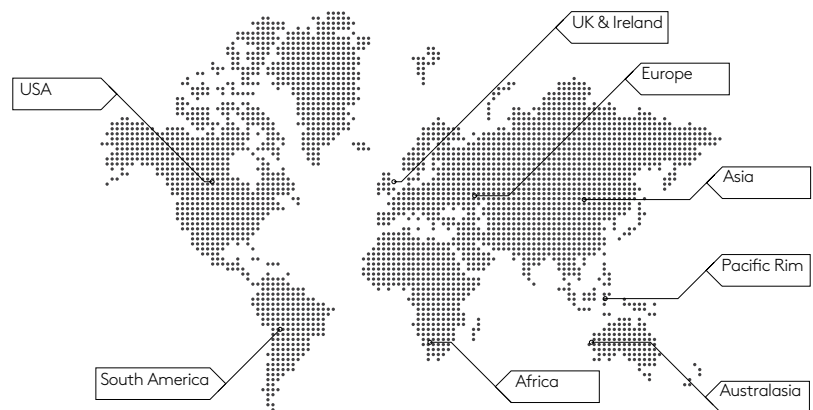 UK & Ireland
Europe
USA
Asia
Pacific Rim
South America
Africa
Australasia